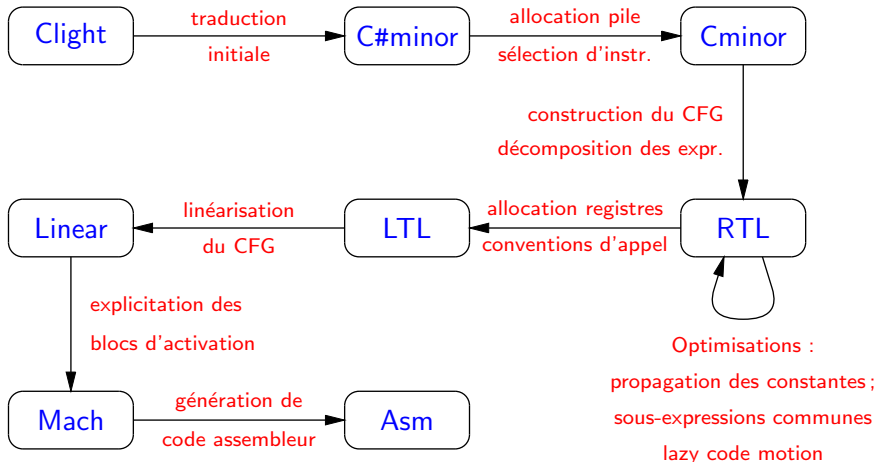 Clight
traduction
initiale
C#minor
allocation pile
sélection d'instr.
Cminor
construction du CFG
décomposition des expr.
RTL
allocation registres
conventions d'appel
LTL
linéarisation
du CFG
Linear
explicitation des
blocs d'activation
Optimisations :
propagation des constantes ;
sous-expressions communes
lazy code motion
Mach
génération de
code assembleur
Asm